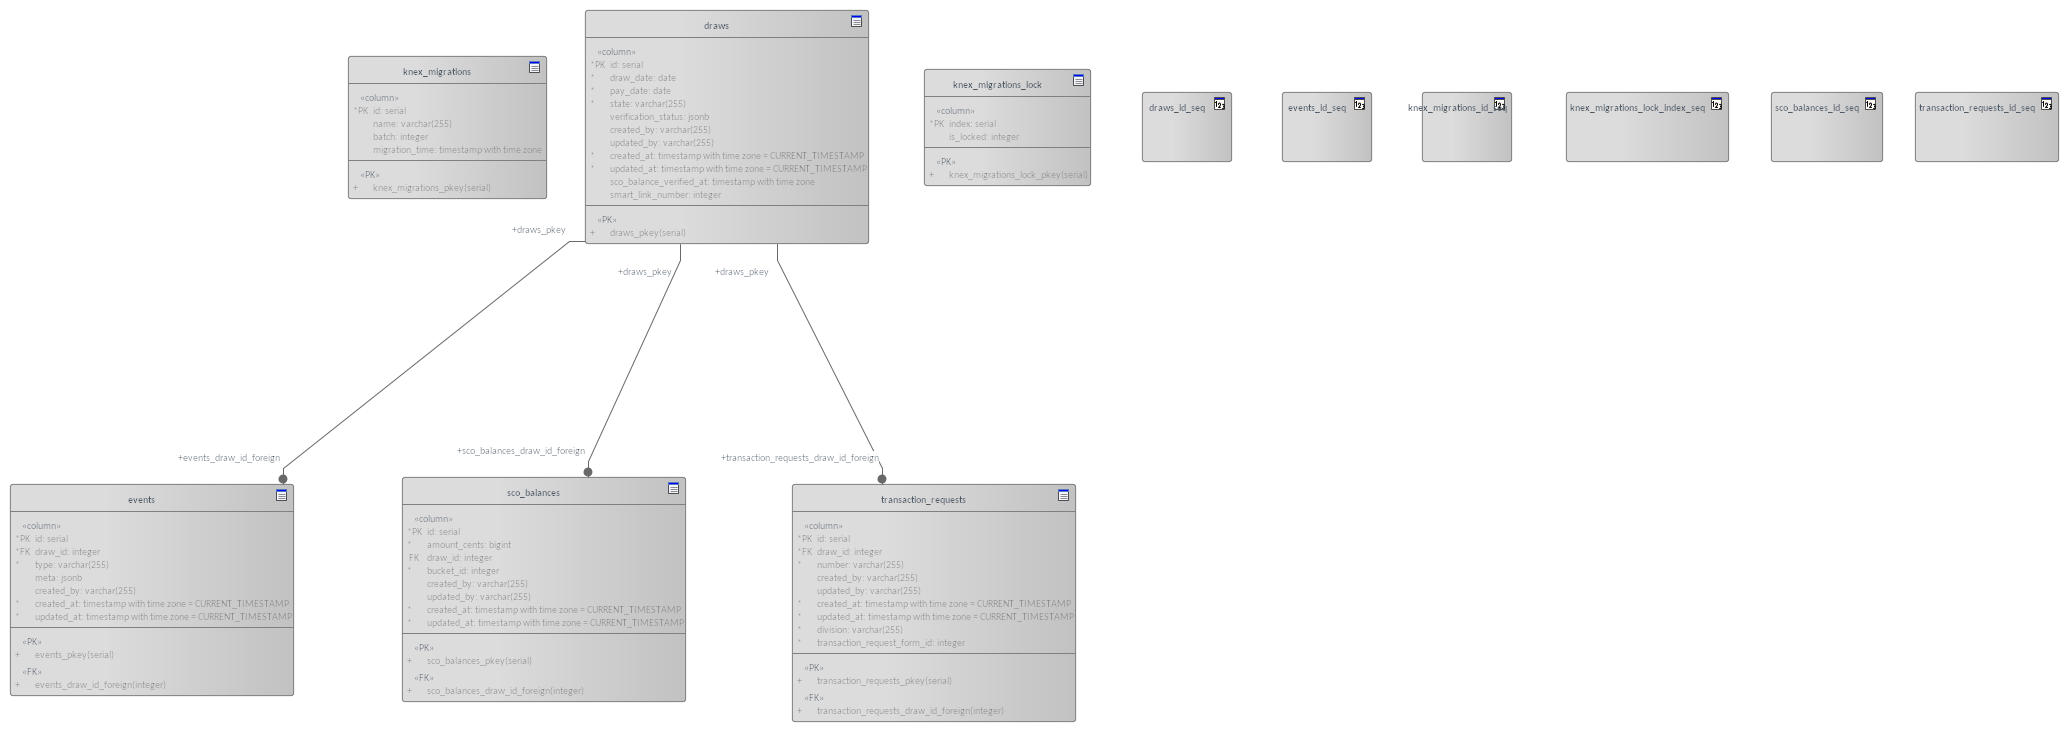 draws
«column»
*PK id: serial
* draw_date: date
* pay_date: date
* state: varchar(255)
verification_status: jsonb
created_by: varchar(255)
updated_by: varchar(255)
* created_at: timestamp with time zone = CURRENT_TIMESTAMP
* updated_at: timestamp with time zone = CURRENT_TIMESTAMP
sco_balance_verified_at: timestamp with time zone
smart_link_number: integer
«PK»
+ draws_pkey(serial)
knex_migrations
«column»
*PK id: serial
name: varchar(255)
batch: integer
migration_time: timestamp with time zone
«PK»
+ knex_migrations_pkey(serial)
knex_migrations_lock
«column»
*PK index: serial
is_locked: integer
«PK»
+ knex_migrations_lock_pkey(serial)
draws_id_seq
events_id_seq
knex_migrations_id_seq
knex_migrations_lock_index_seq
sco_balances_id_seq
transaction_requests_id_seq
+draws_pkey
+draws_pkey
+draws_pkey
+events_draw_id_foreign
+sco_balances_draw_id_foreign
+transaction_requests_draw_id_foreign
events
«column»
*PK id: serial
*FK draw_id: integer
* type: varchar(255)
meta: jsonb
created_by: varchar(255)
* created_at: timestamp with time zone = CURRENT_TIMESTAMP
* updated_at: timestamp with time zone = CURRENT_TIMESTAMP
«PK»
+ events_pkey(serial)
«FK»
+ events_draw_id_foreign(integer)
sco_balances
«column»
*PK id: serial
* amount_cents: bigint
FK draw_id: integer
* bucket_id: integer
created_by: varchar(255)
updated_by: varchar(255)
* created_at: timestamp with time zone = CURRENT_TIMESTAMP
* updated_at: timestamp with time zone = CURRENT_TIMESTAMP
«PK»
+ sco_balances_pkey(serial)
«FK»
+ sco_balances_draw_id_foreign(integer)
transaction_requests
«column»
*PK id: serial
*FK draw_id: integer
* number: varchar(255)
created_by: varchar(255)
updated_by: varchar(255)
* created_at: timestamp with time zone = CURRENT_TIMESTAMP
* updated_at: timestamp with time zone = CURRENT_TIMESTAMP
* division: varchar(255)
* transaction_request_form_id: integer
«PK»
+ transaction_requests_pkey(serial)
«FK»
+ transaction_requests_draw_id_foreign(integer)